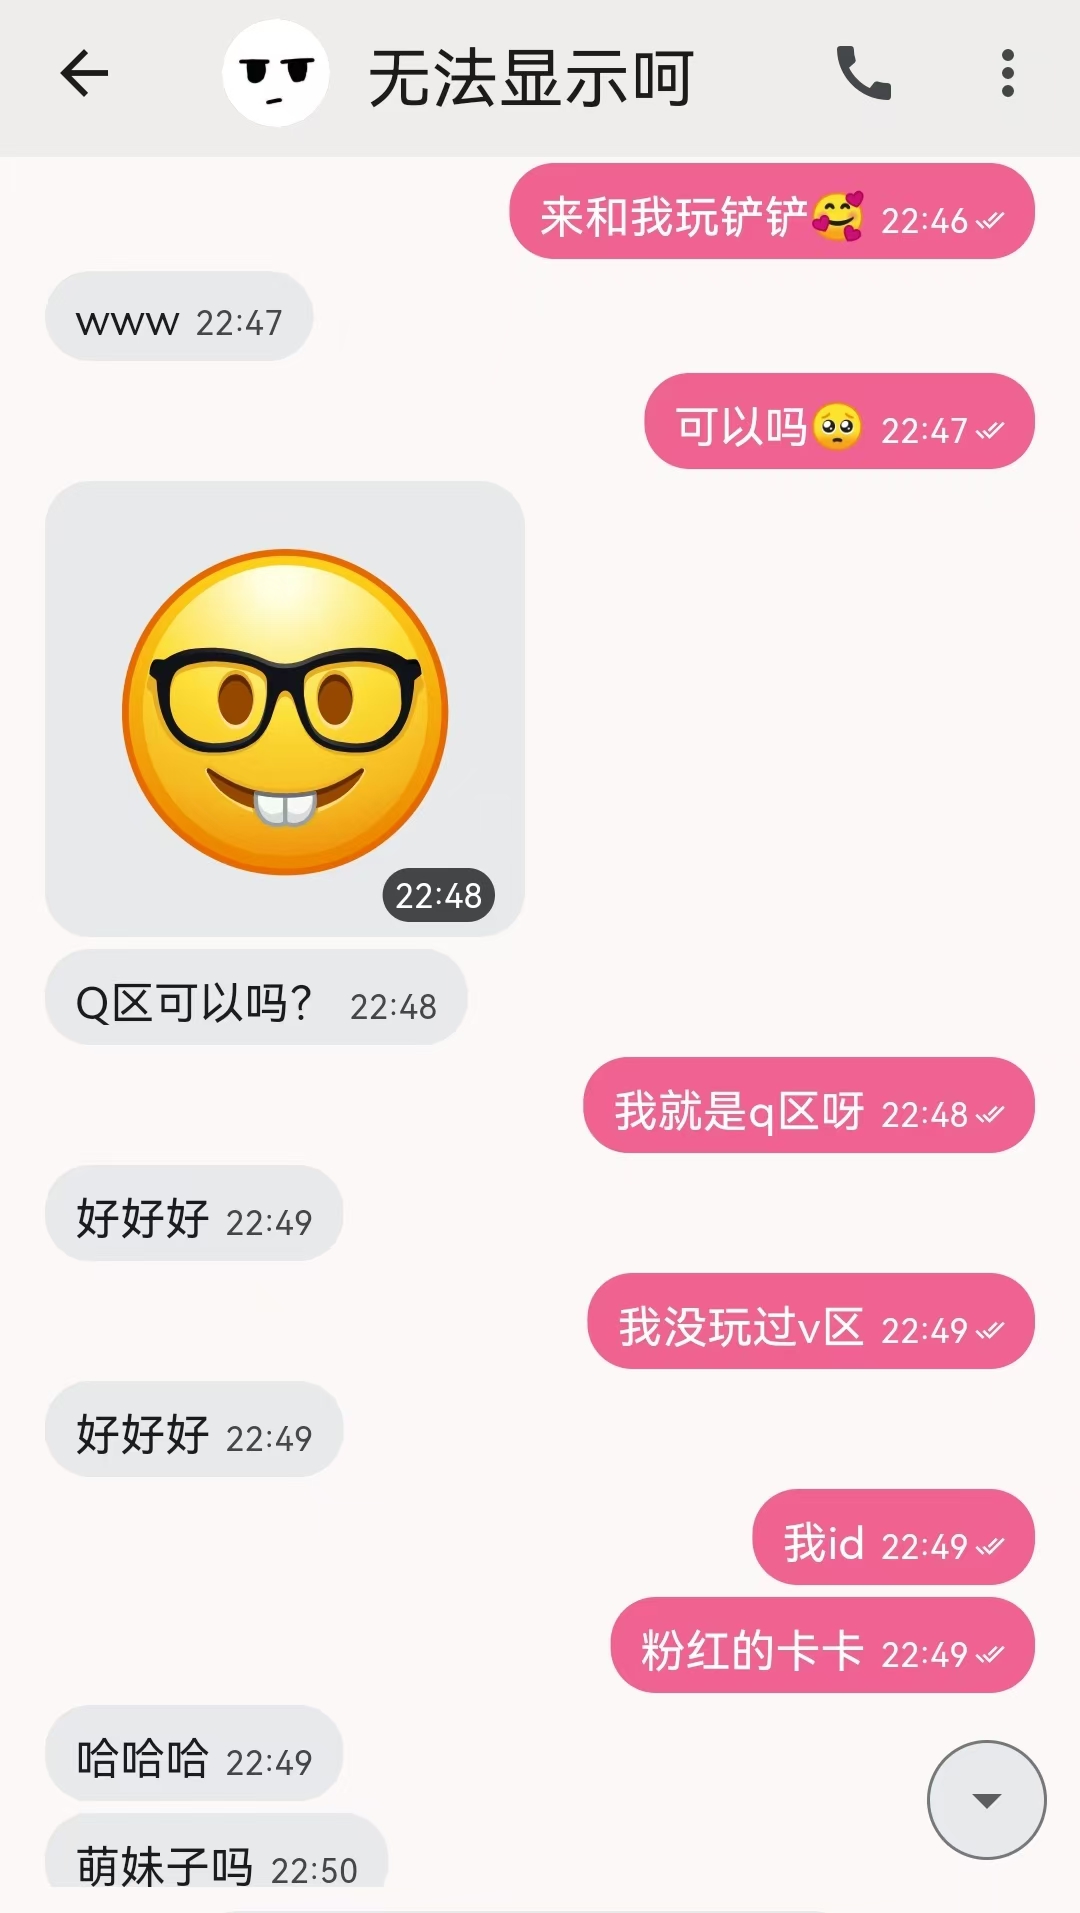 无法显示呵
来和我玩铲铲🥰 22:46
www 22:47
可以吗🥺 22:47
22:48
Q区可以吗？ 22:48
我就是q区呀 22:48
好好好 22:49
我没玩过v区 22:49
好好好 22:49
我id 22:49
粉红的卡卡 22:49
哈哈哈 22:49
萌妹子吗 22:50